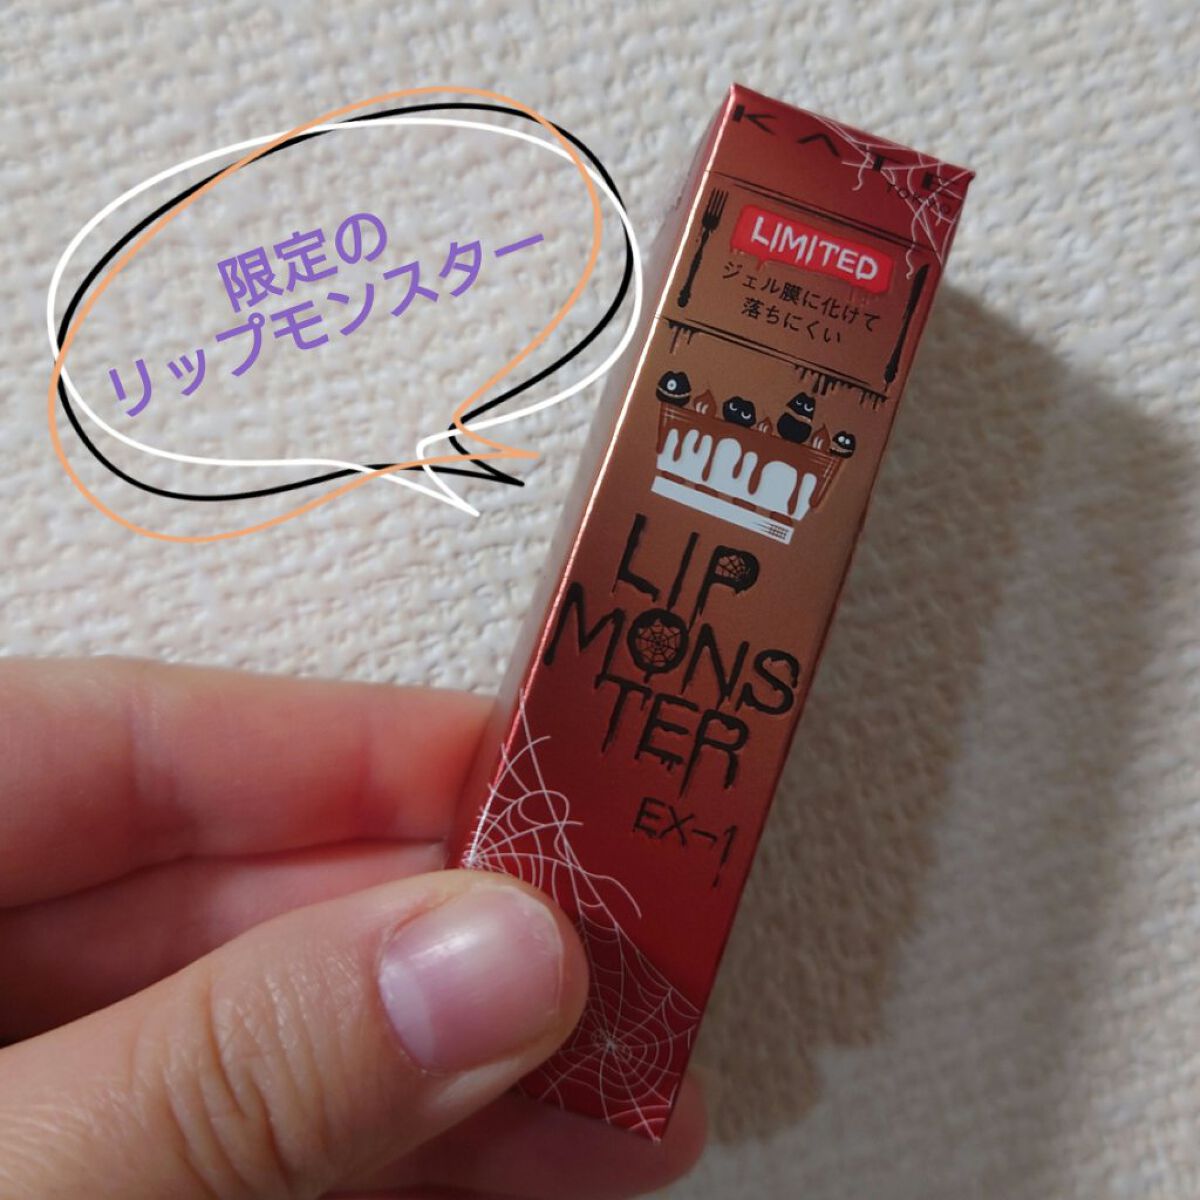 限定の
リップモンスター
KATE
TOKYO
LIMITED
ジェル膜に化けて
落ちにくい
LIP
MONS
TER
EX-1